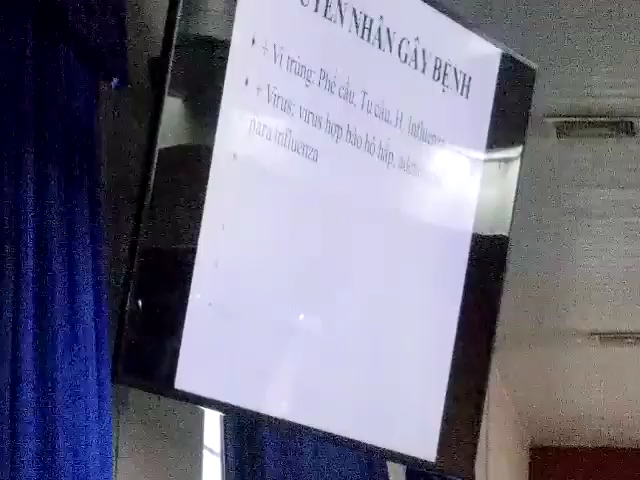 UYÊN NHÂN GÂY BỆNH
+ Vi trùng: Phế cầu, Tụ cầu, H. Influenza
+ Virus: virus hợp bào hô hấp,
para influenza